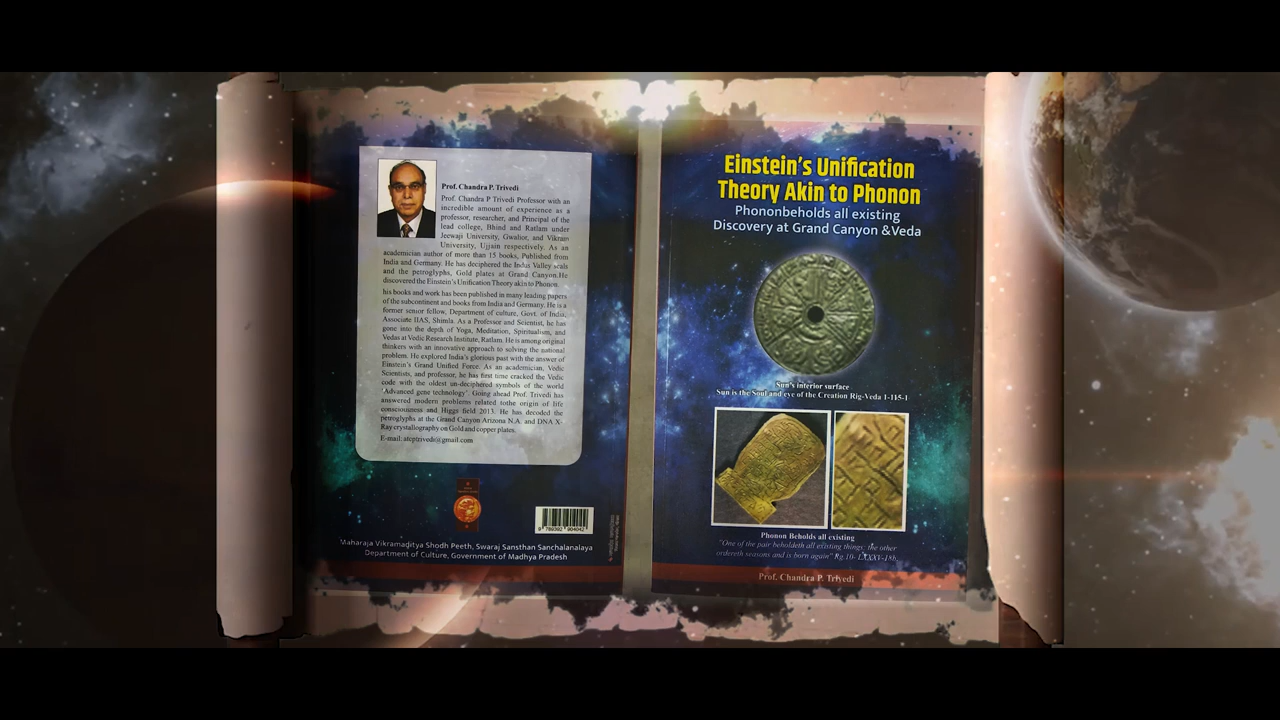 Prof. Chandra P Trivedi
Prof. Chandra P Trivedi Professor with an
incredible amount of experience as a
professor, researcher, and Principal of the
lead college, Bhind and Ratlam under
Jeewaji University, Gwalior, and Vikram
University, Ujjain respectively. As an
academician author of more than 15 books, Published from
India and Germany. He has deciphered the Indus Valley seals
and the petroglyphs, Gold plates at Grand Canyon.He
discovered the Einstein's Unification Theory akin to Phonon.
his books and work has been published in many leading papers
of the subcontinent and books from India and Germany. He is a
former senior fellow, Department of culture, Govt. of India,
Associate IIAS, Shimla. As a Professor and Scientist, he has
gone into the depth of Yoga, Meditation, Spiritualism, and
Vedas at Vedic Research Institute, Ratlam. He is among original
thinkers with an innovative approach to solving the national
problem. He explored India's glorious past with the answer of
Einstein's Grand Unified Force. As an academician, Vedic
Scientists, and professor, he has first time cracked the Vedic
code with the oldest un-deciphered symbols of the world
'Advanced gene technology'. Going ahead Prof. Trivedi has
answered modern problems related tothe origin of life
consciousness and Higgs field 2013. He has decoded the
petroglyphs at the Grand Canyon Arizona N.A. and DNA X-
Ray crystallography on Gold and copper plates.
E-mail: atcptrivedi@gmail.com
9 789392 904042
Maharaja Vikramaditya Shodh Peeth, Swaraj Sansthan Sanchalanalaya
Department of Culture, Government of Madhya Pradesh
Einstein's Unification
Theory Akin to Phonon
Phononbeholds all existing
Discovery at Grand Canyon &Veda
Sun's interior surface
Sun is the Soul and eye of the Creation Rig-Veda 1-115-1
Phonon Beholds all existing
"One of the pair beholdeth all existing things; the other
ordereth seasons and is born again" Rg.10- LXXXV-18b.
Prof. Chandra P. Trivedi